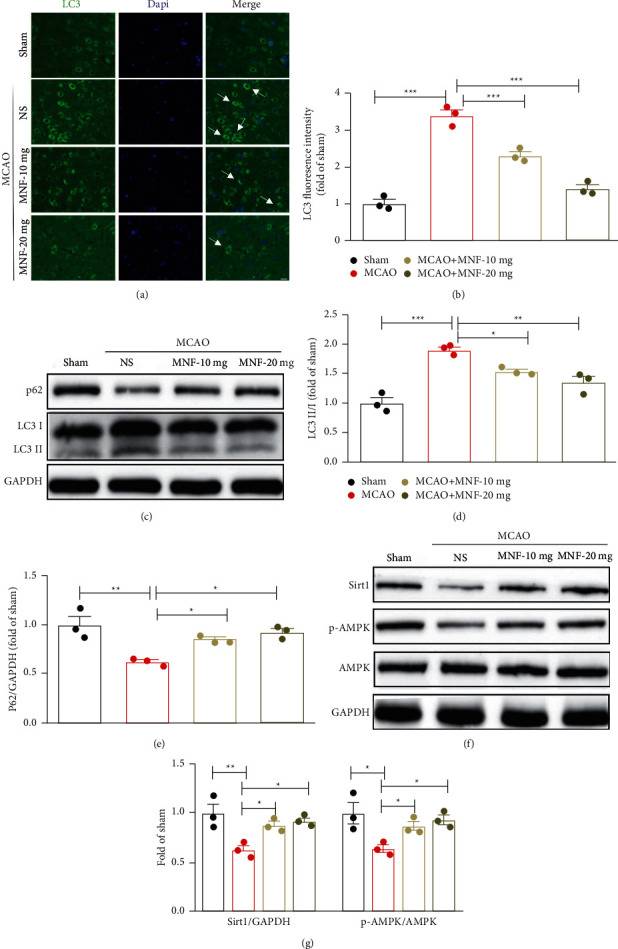 LC3 Dapi Merge
Sham
NS
MNF-10 mg
MNF-20 mg
MCAO
(a)
LC3 fluoresence intensity
(fold of sham)
4
3
2
1
0
*** 
***
***
Sham MCAO+MNF-10 mg
MCAO MCAO+MNF-20 mg
(b)
MCAO
Sham NS MNF-10 mg MNF-20 mg
p62
LC3 I
LC3 II
GAPDH
(c)
LC3 II/I (fold of sham)
2.5
2.0
1.5
1.0
0.5
0.0
***
**
*
Sham MCAO+MNF-10 mg
MCAO MCAO+MNF-20 mg
(d)
P62/GAPDH (fold of sham)
1.5
1.0
0.5
0.0
**
*
*
(e)
MCAO
Sham NS MNF-10 mg MNF-20 mg
Sirt1
p-AMPK
AMPK
GAPDH
(f)
Fold of sham
1.5
1.0
0.5
0.0
**
*
*
*
*
*
Sirt1/GAPDH p-AMPK/AMPK
(g)